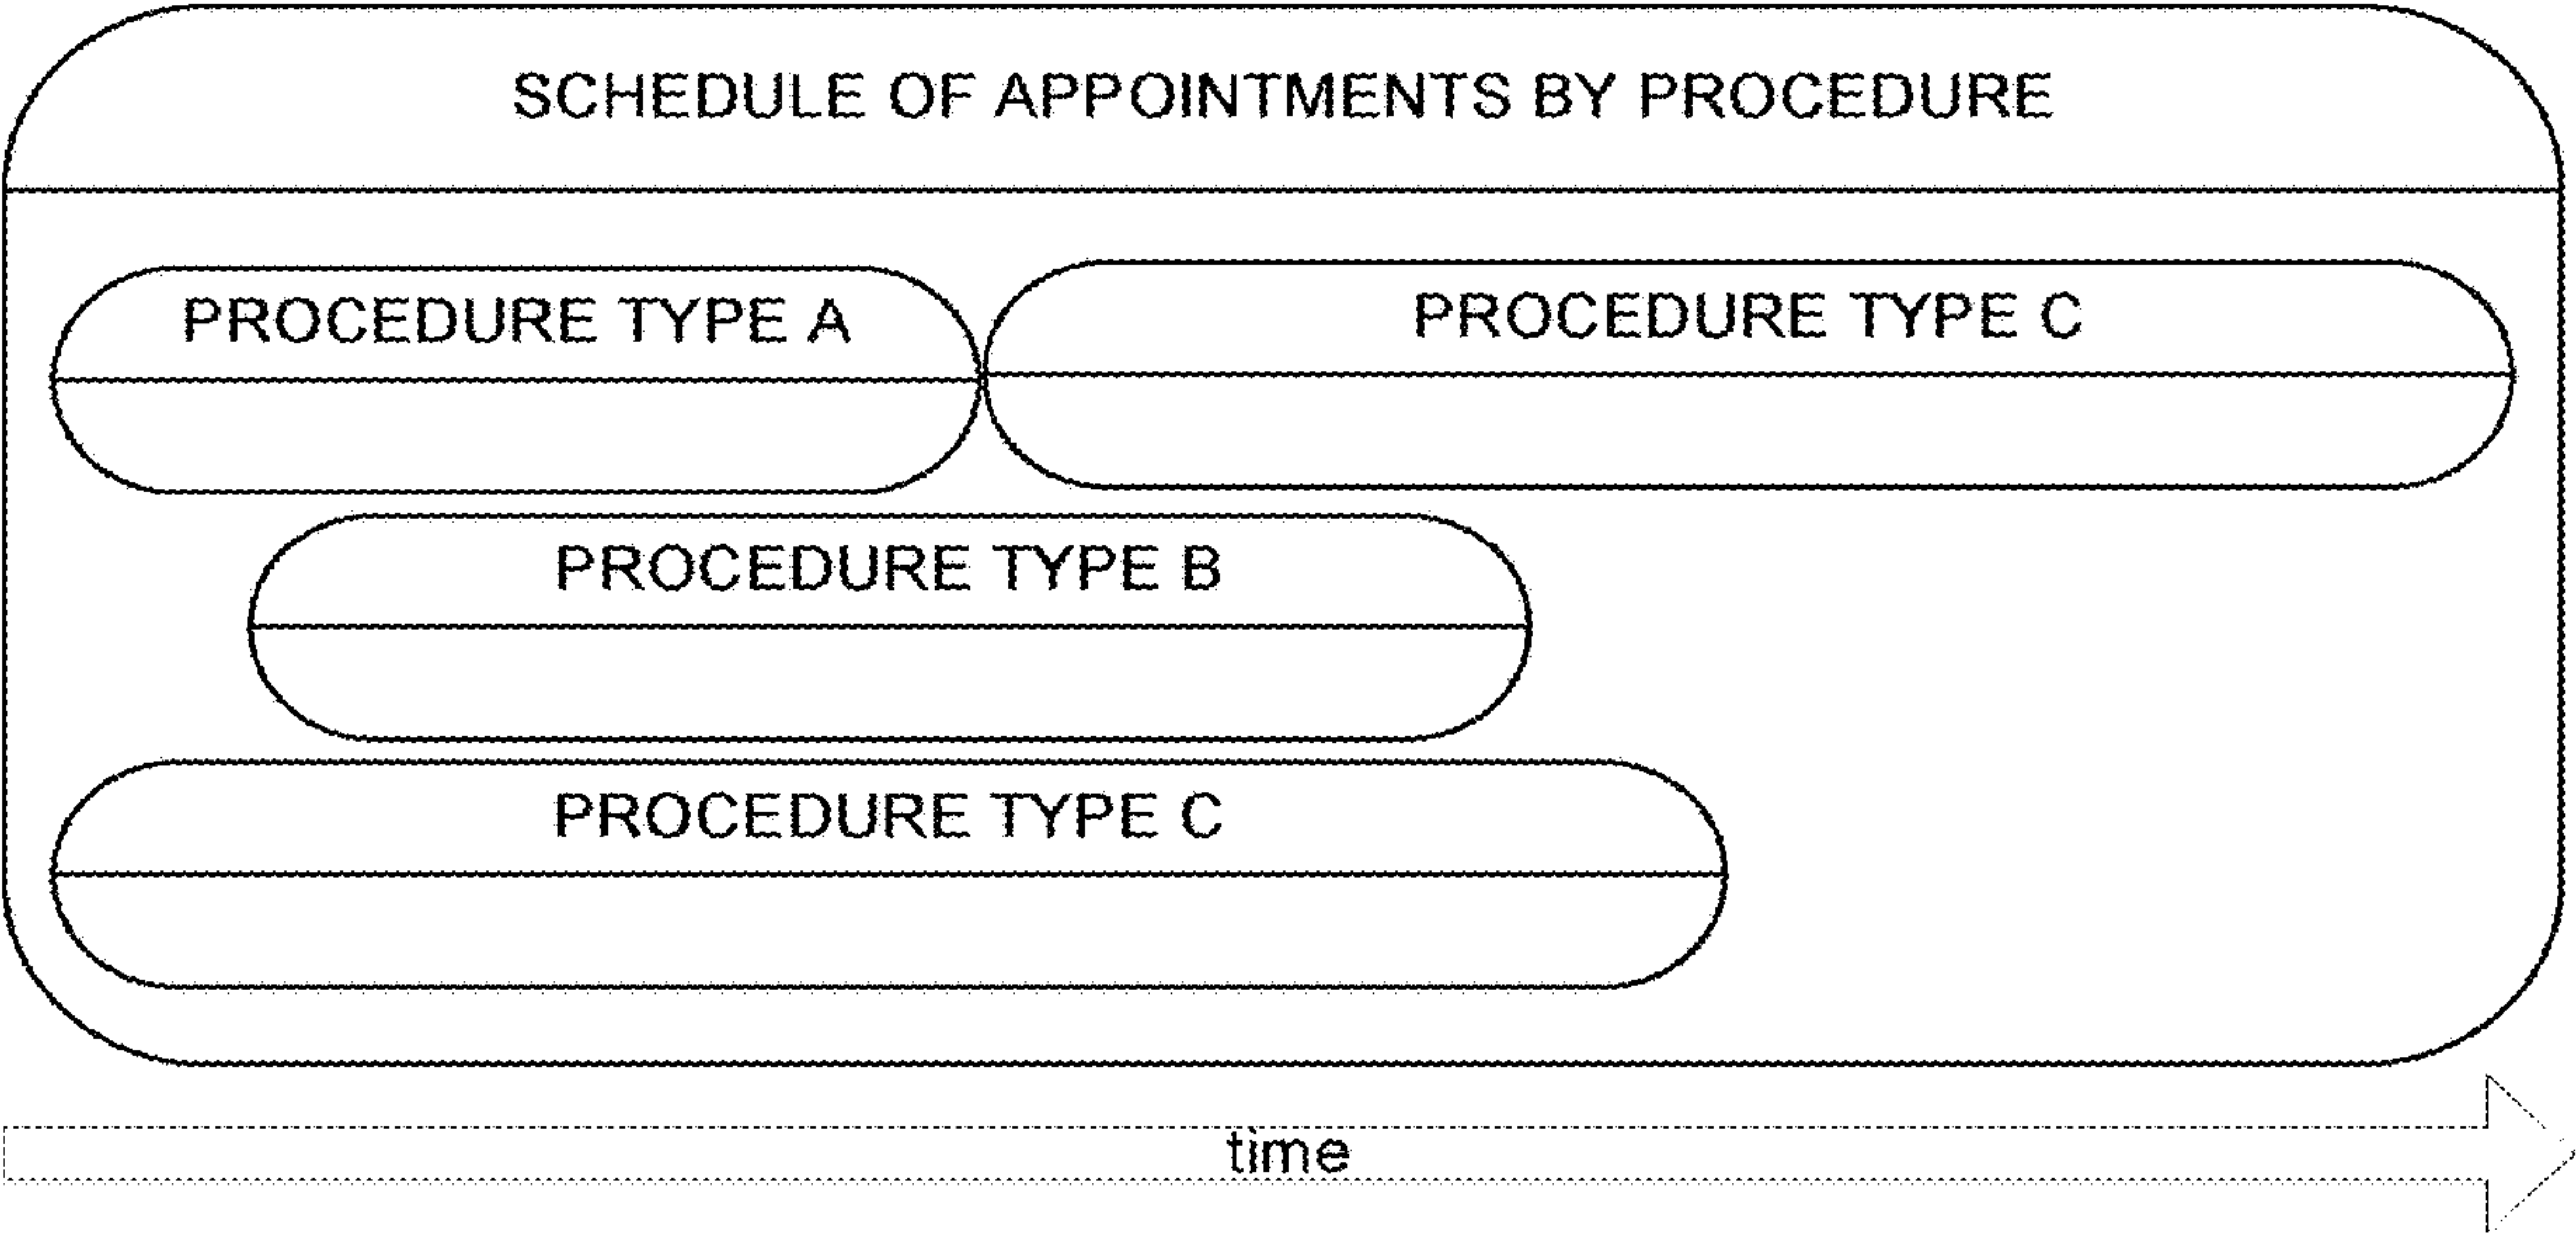 SCHEDULE OF APPOINTMENTS BY PROCEDURE
PROCEDURE TYPE A
PROCEDURE TYPE C
PROCEDURE TYPE B
PROCEDURE TYPE C
time